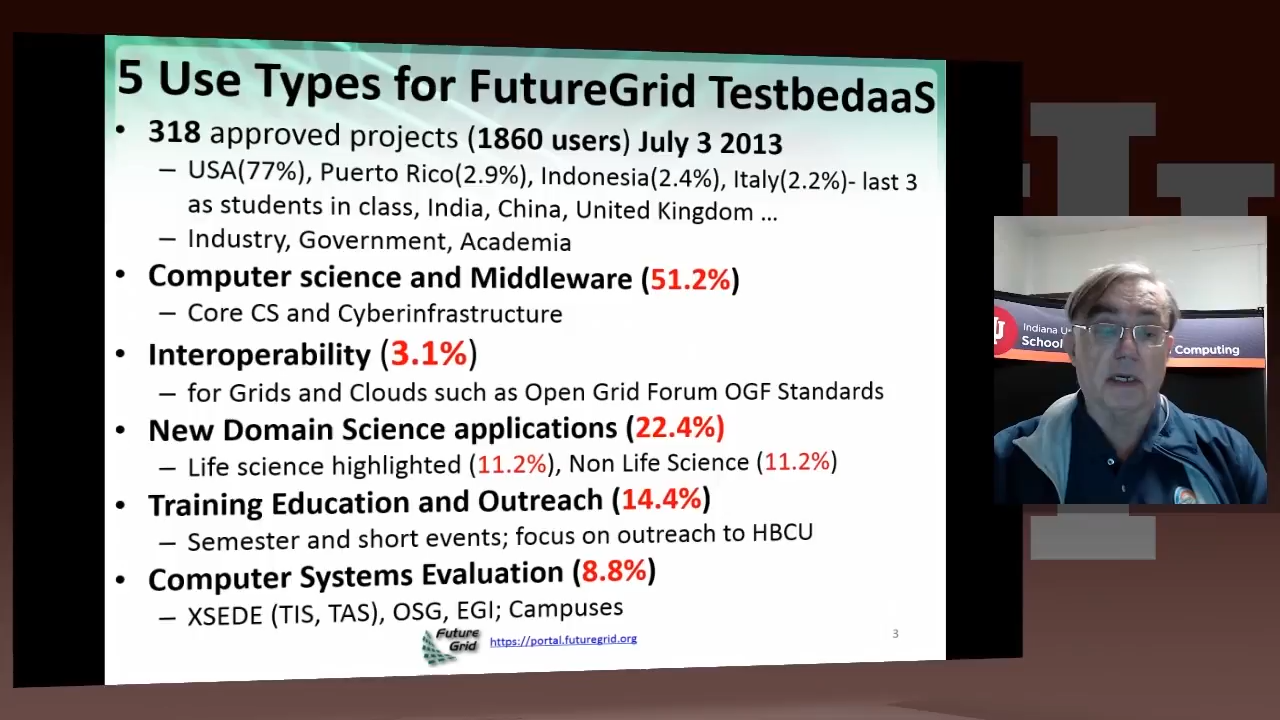 5 Use Types for FutureGrid TestbedaaS
• 318 approved projects (1860 users) July 3 2013
– USA(77%), Puerto Rico(2.9%), Indonesia(2.4%), Italy(2.2%)- last 3
as students in class, India, China, United Kingdom ...
– Industry, Government, Academia
• Computer science and Middleware (51.2%)
– Core CS and Cyberinfrastructure
• Interoperability (3.1%)
– for Grids and Clouds such as Open Grid Forum OGF Standards
• New Domain Science applications (22.4%)
– Life science highlighted (11.2%), Non Life Science (11.2%)
• Training Education and Outreach (14.4%)
– Semester and short events; focus on outreach to HBCU
• Computer Systems Evaluation (8.8%)
– XSEDE (TIS, TAS), OSG, EGI; Campuses
Future
Grid
https://portal.futuregrid.org
3
Indiana U
School
Computing